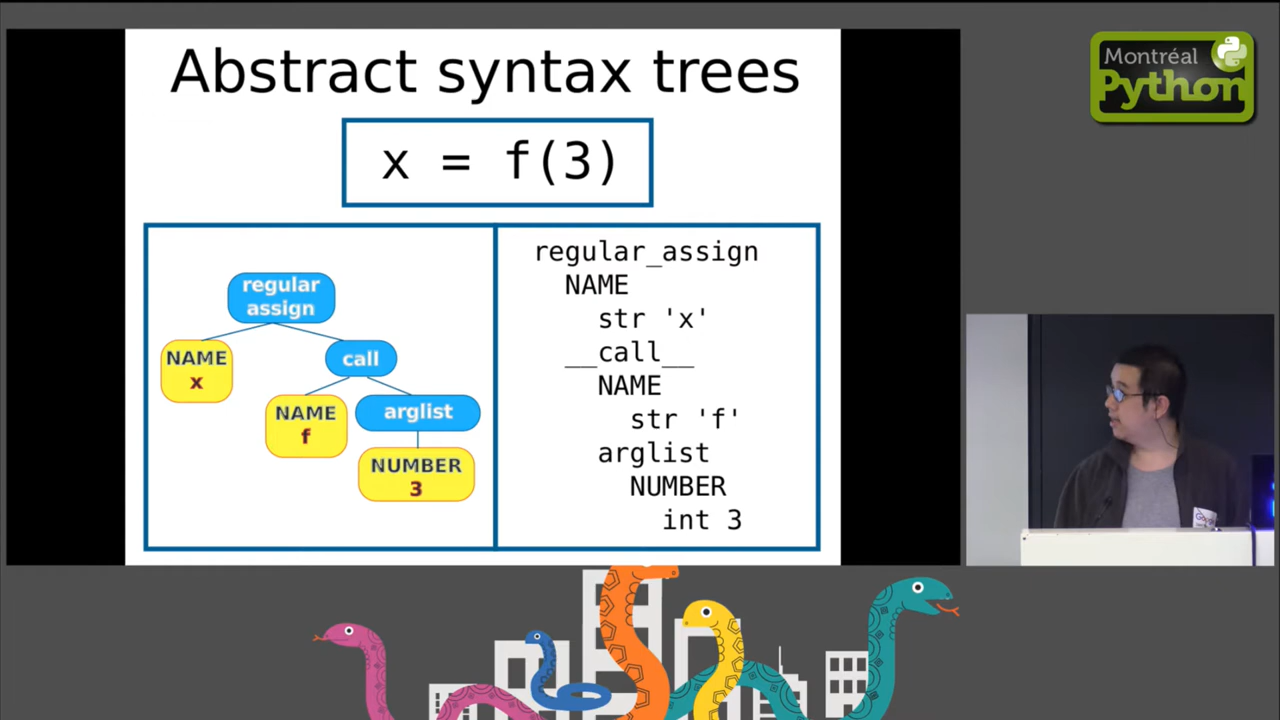 Abstract syntax trees
x = f(3)
regular
assign
NAME
x
call
NAME
f
arglist
NUMBER
3
regular_assign
NAME
str 'x'
__call__
NAME
str 'f'
arglist
NUMBER
int 3
Montréal
Python
Google